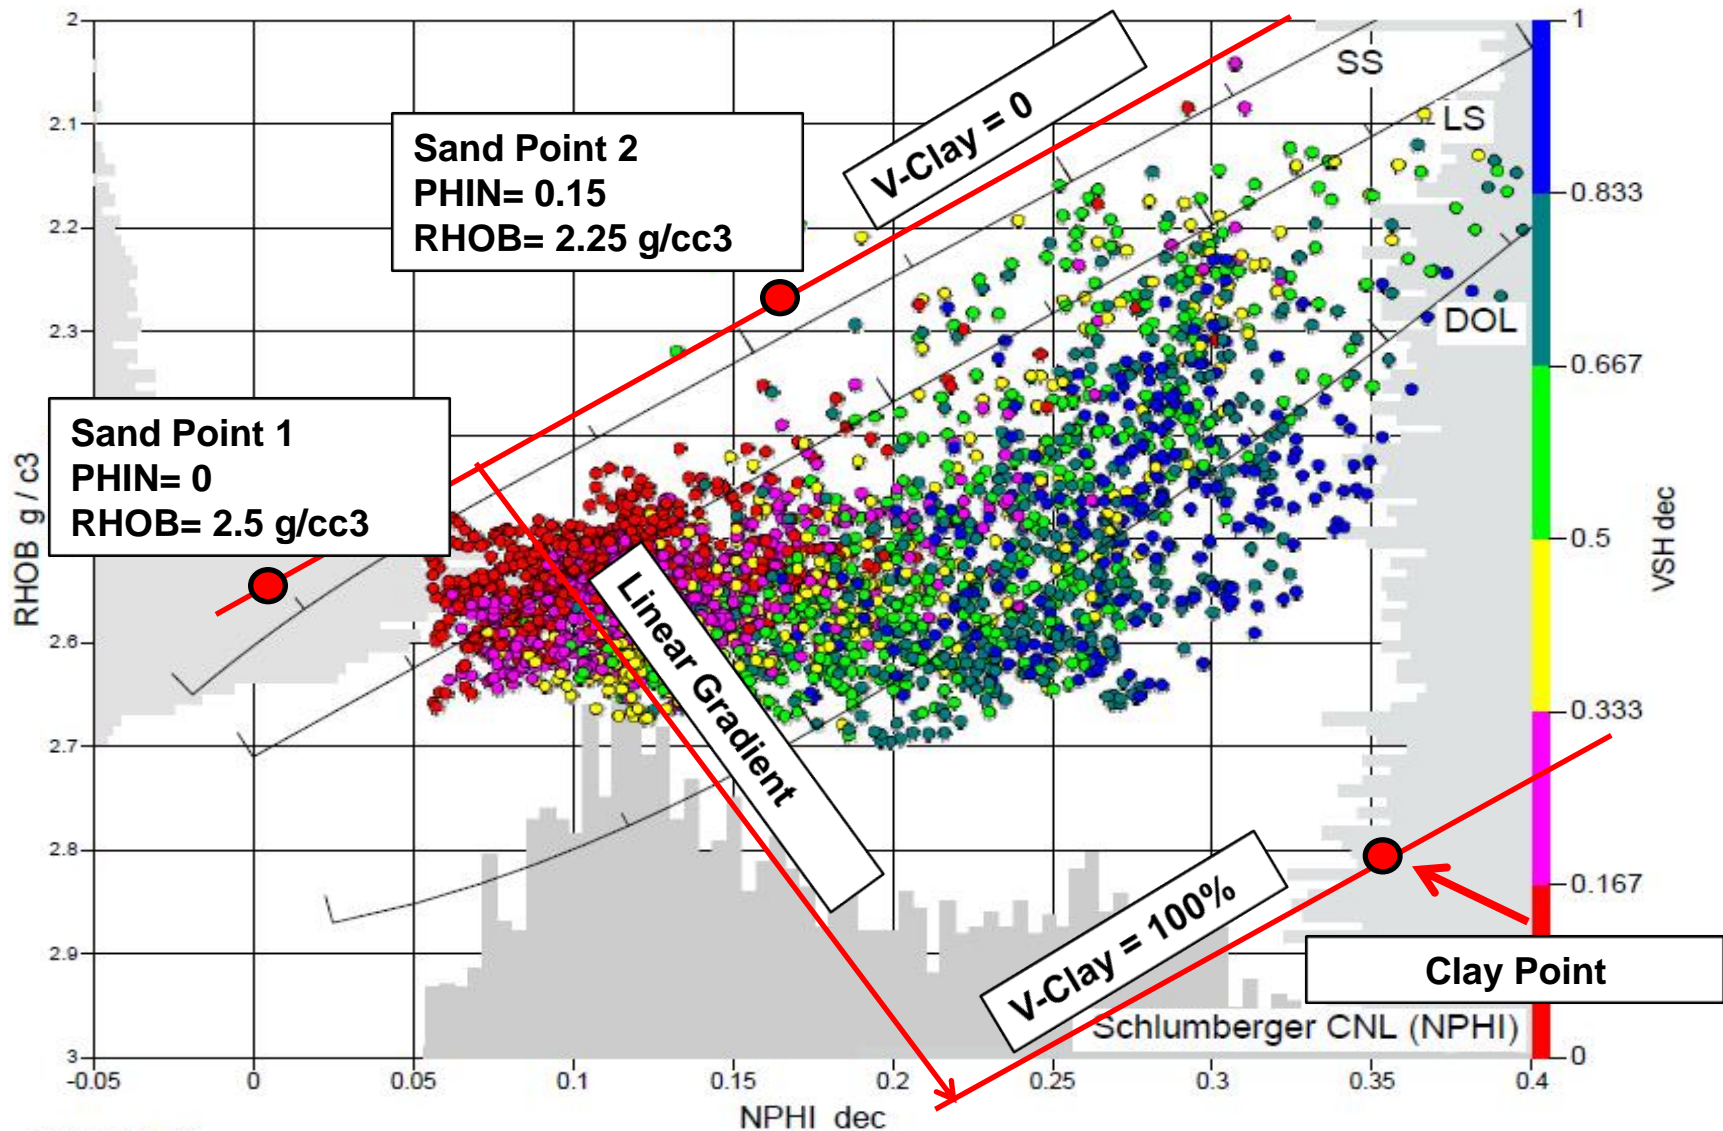 2
2.1
2.2
2.3
2.6
2.7
2.8
2.9
3
RHOB g / c3
-0.05
0
0.05
0.1
0.15
0.2
0.25
0.3
0.35
0.4
NPHI dec
1
0.833
0.667
0.5
0.333
0.167
0
VSH dec
SS
LS
DOL
V-Clay = 0
Sand Point 2
PHIN= 0.15
RHOB= 2.25 g/cc3
Sand Point 1
PHIN= 0
RHOB= 2.5 g/cc3
Linear Gradient
V-Clay = 100%
Clay Point
Schlumberger CNL (NPHI)